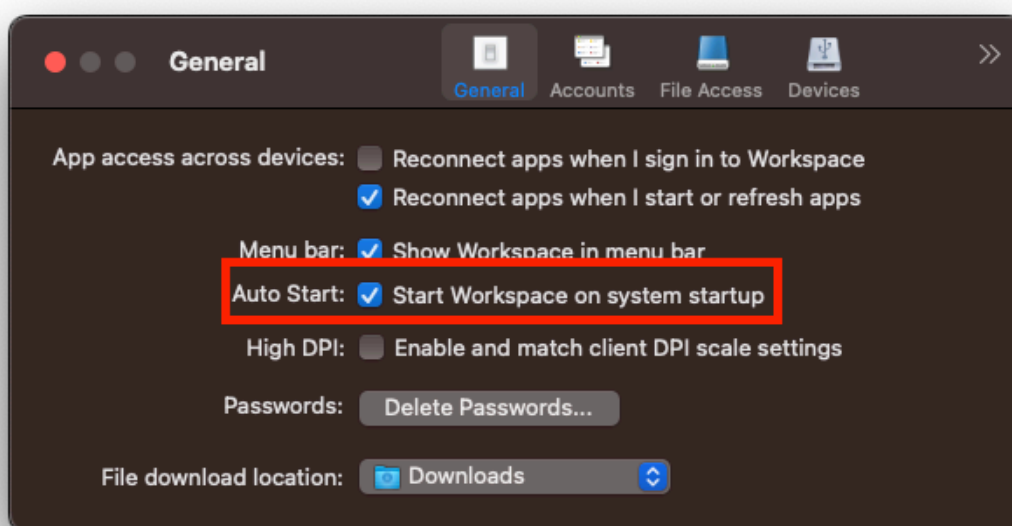 General
General Accounts File Access Devices
App access across devices: Reconnect apps when I sign in to Workspace
Reconnect apps when I start or refresh apps
Menu bar: Show Workspace in menu bar
Auto Start: Start Workspace on system startup
High DPI: Enable and match client DPI scale settings
Passwords: Delete Passwords...
File download location: Downloads